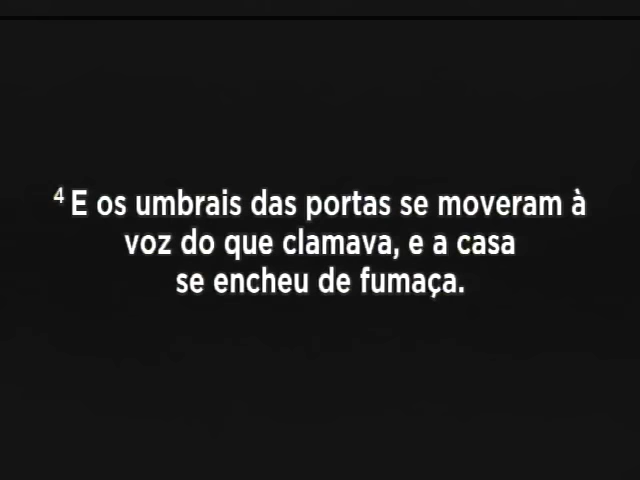 4 E os umbrais das portas se moveram à
voz do que clamava, e a casa
se encheu de fumaça.